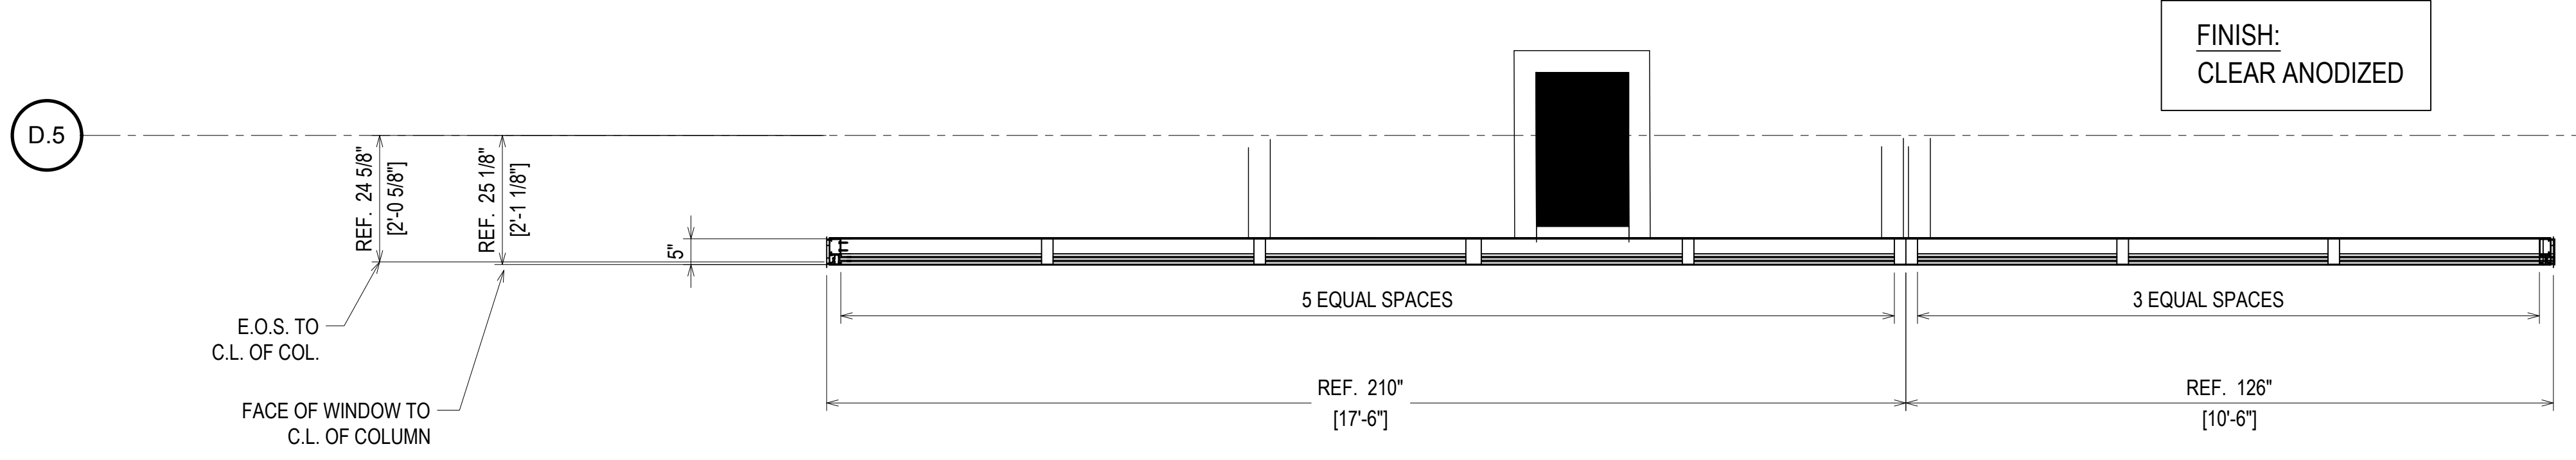 FINISH:
CLEAR ANODIZED
D.5
REF. 24 5/8"
[2'-0 5/8"]
REF. 25 1/8"
[2'-1 1/8"]
5"
5 EQUAL SPACES
3 EQUAL SPACES
E.O.S. TO
C.L. OF COL.
FACE OF WINDOW TO
C.L. OF COLUMN
REF. 210"
[17'-6"]
REF. 126"
[10'-6"]